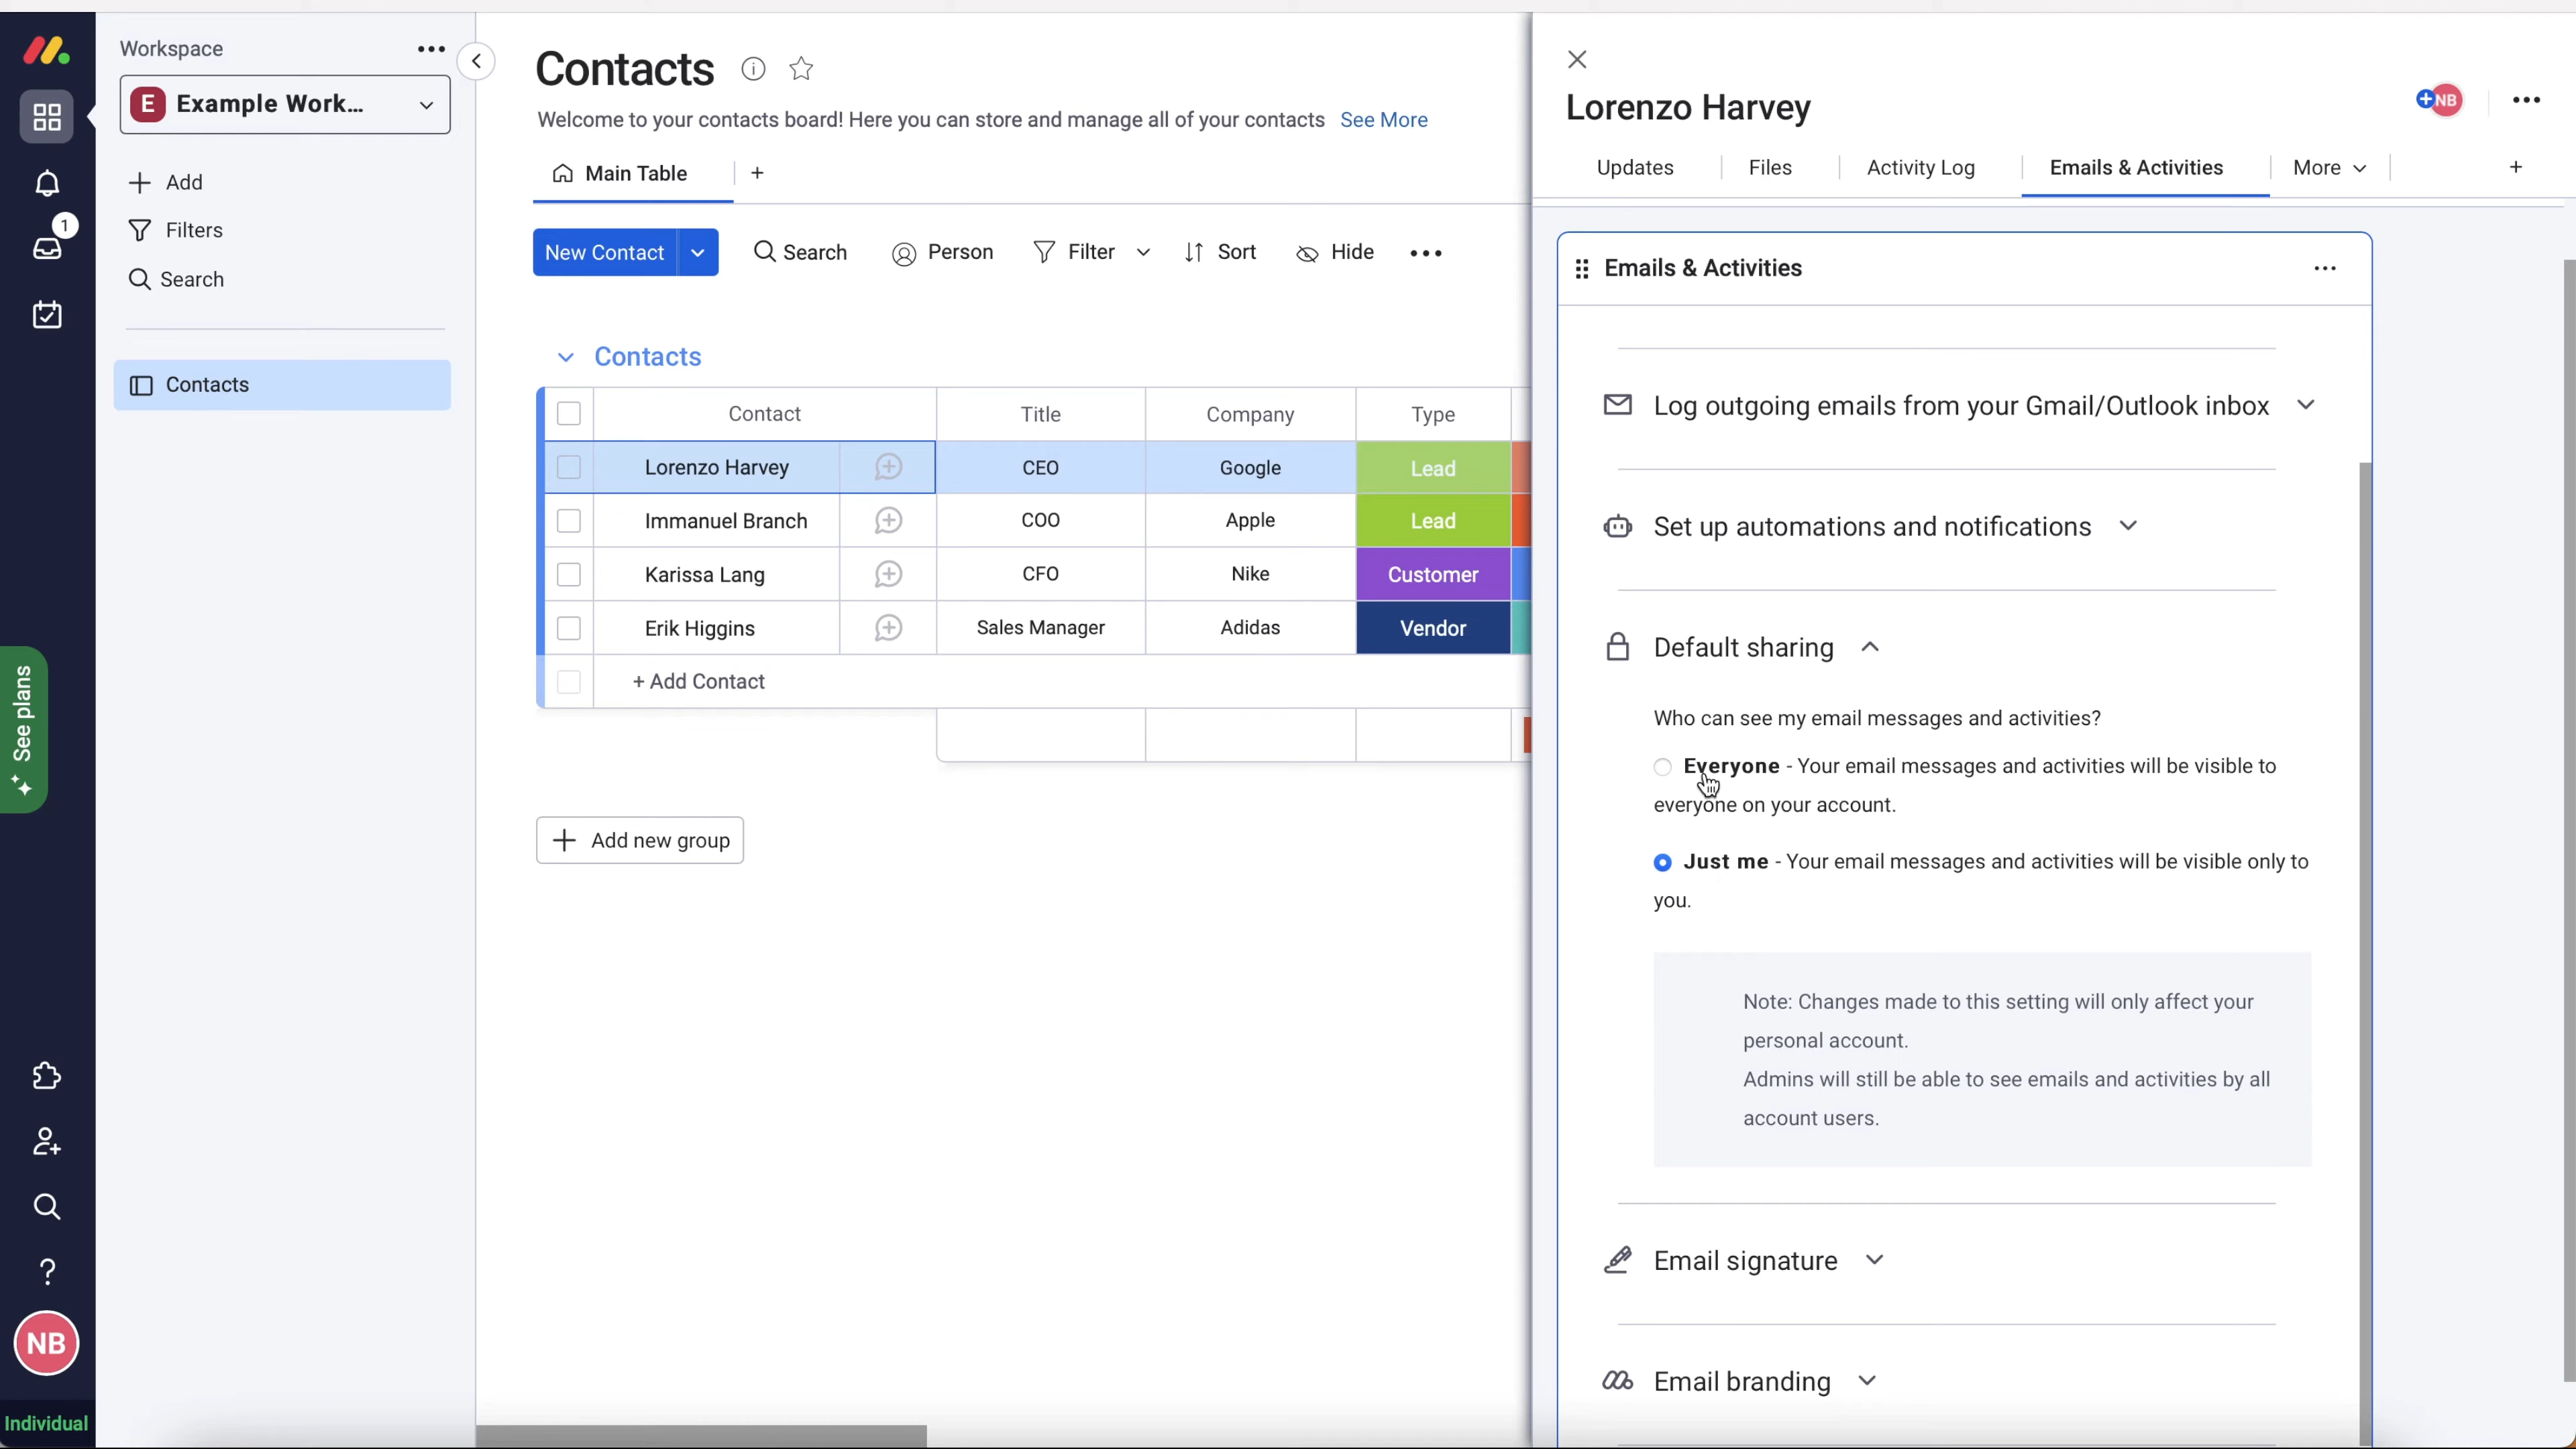 Workspace
E Example Work...
Add
Filters
Search
Contacts
1
See plans
NB
Individual
Contacts
Welcome to your contacts board! Here you can store and manage all of your contacts See More
Main Table
New Contact Search Person Filter Sort Hide
Contacts
Contact Title Company Type
Lorenzo Harvey CEO Google Lead
Immanuel Branch COO Apple Lead
Karissa Lang CFO Nike Customer
Erik Higgins Sales Manager Adidas Vendor
+ Add Contact
Add new group
Lorenzo Harvey
NB
Updates Files Activity Log Emails & Activities More
Emails & Activities
Log outgoing emails from your Gmail/Outlook inbox
Set up automations and notifications
Default sharing
Who can see my email messages and activities?
Everyone - Your email messages and activities will be visible to
everyone on your account.
Just me - Your email messages and activities will be visible only to
you.
Note: Changes made to this setting will only affect your
personal account.
Admins will still be able to see emails and activities by all
account users.
Email signature
Email branding